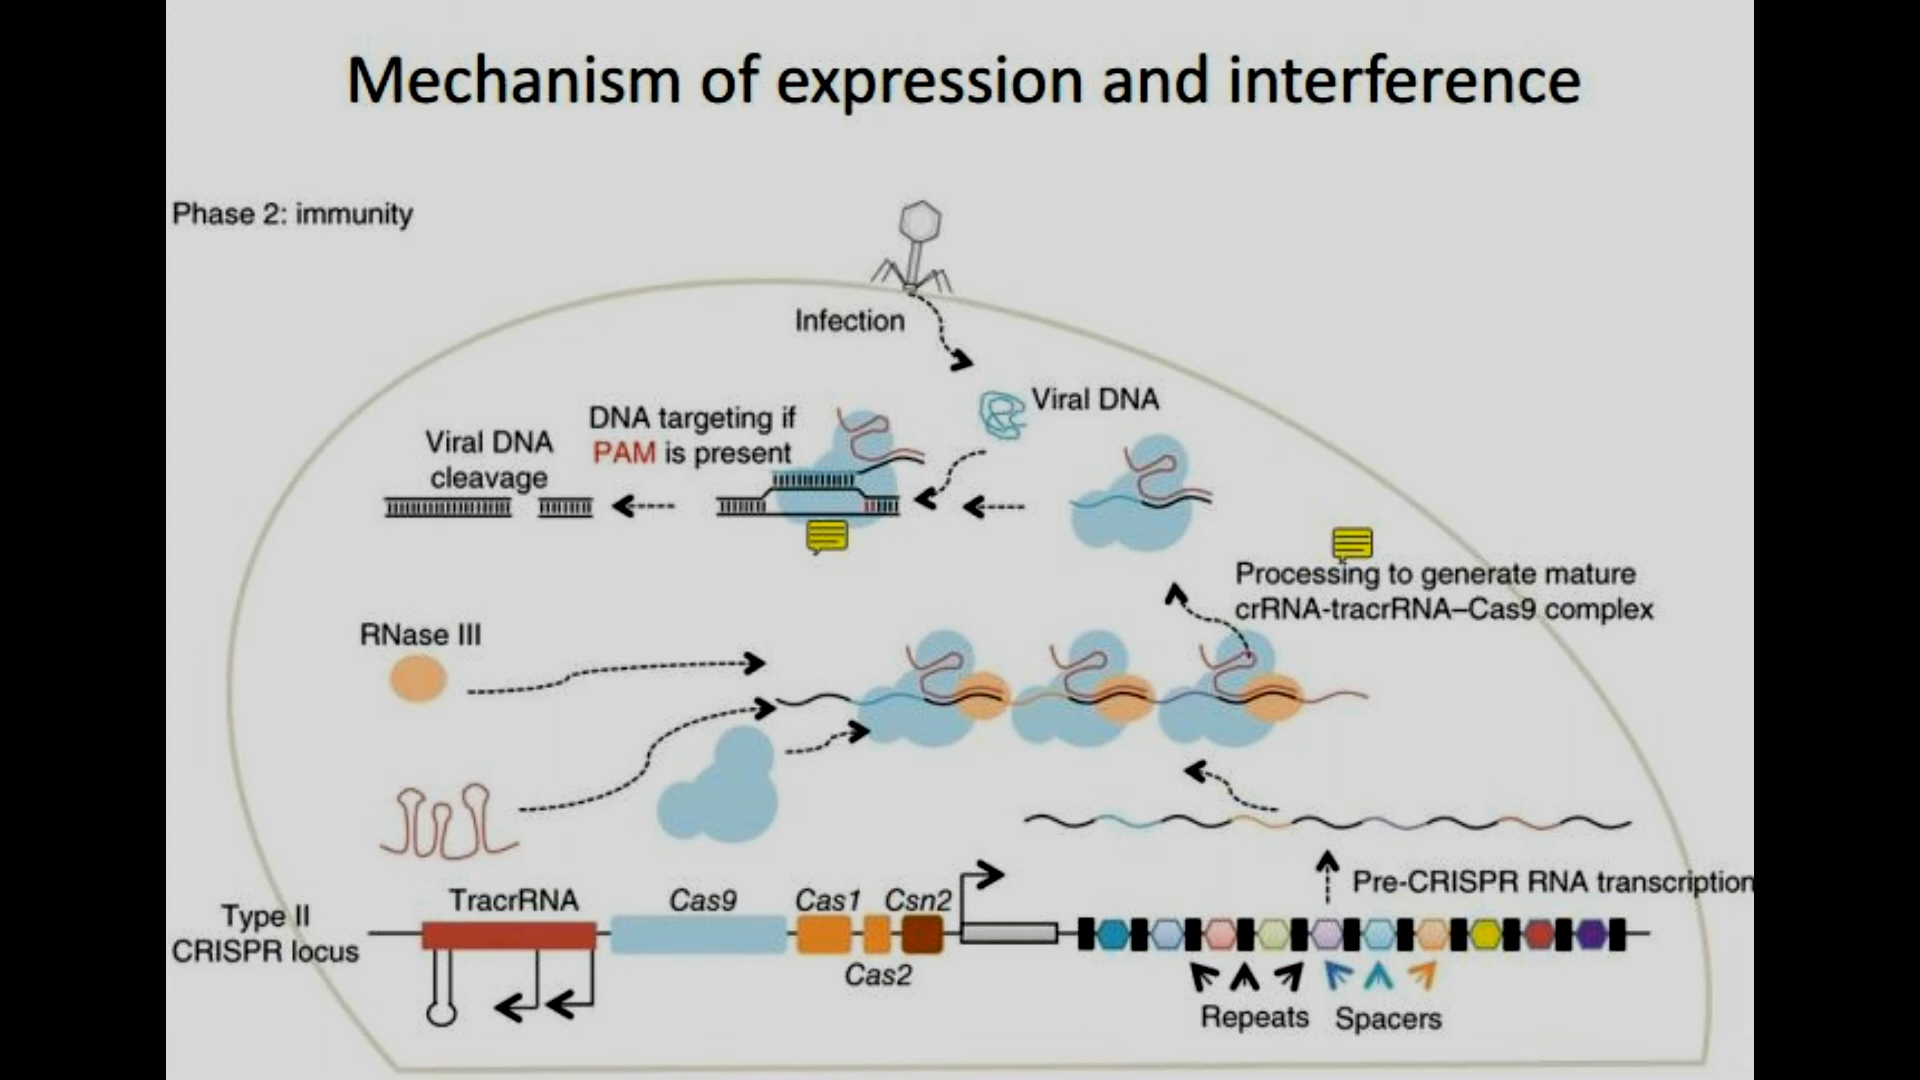 Mechanism of expression and interference
Phase 2: immunity
Infection
Viral DNA
DNA targeting if
PAM is present
Viral DNA
cleavage
Processing to generate mature
crRNA-tracrRNA–Cas9 complex
RNase III
Pre-CRISPR RNA transcription
TracrRNA
Cas9
Cas1
Csn2
Type II
CRISPR locus
Cas2
Repeats
Spacers